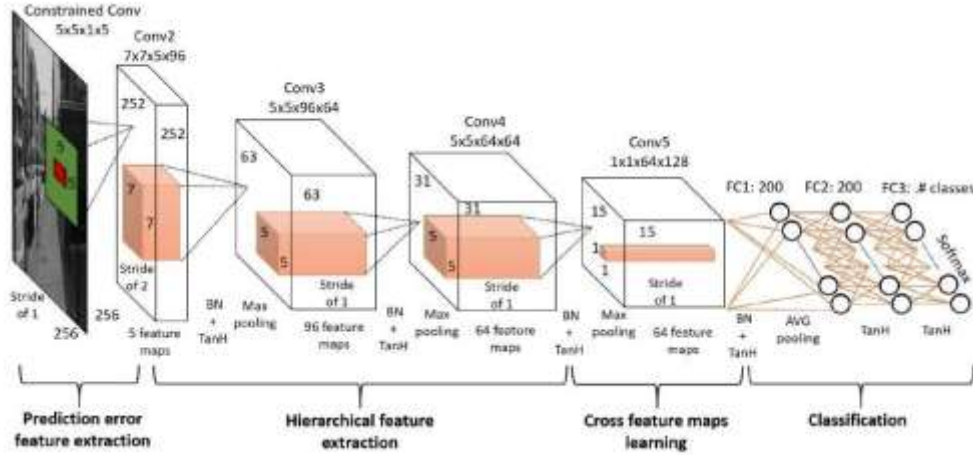 Constrained Conv
5x5x1x5
Conv2
7x7x5x96
Conv3
5x5x96x64
Conv4
5x5x64x64
Conv5
1x1x64x128
FC1: 200
FC2: 200
FC3: .# classes
252
252
63
63
31
31
15
15
5
5
7
7
5
5
5
5
1
1
Softmax
Stride
of 1
256
256
Stride
of 2
5 feature
maps
BN
+
TanH
Max
pooling
Stride
of 1
96 feature
maps
BN
+
TanH
Max
pooling
Stride
of 1
64 feature
maps
BN
+
TanH
Max
pooling
Stride
of 1
64 feature
maps
BN
+
TanH
AVG
pooling
TanH
TanH
Prediction error
feature extraction
Hierarchical feature
extraction
Cross feature maps
learning
Classification